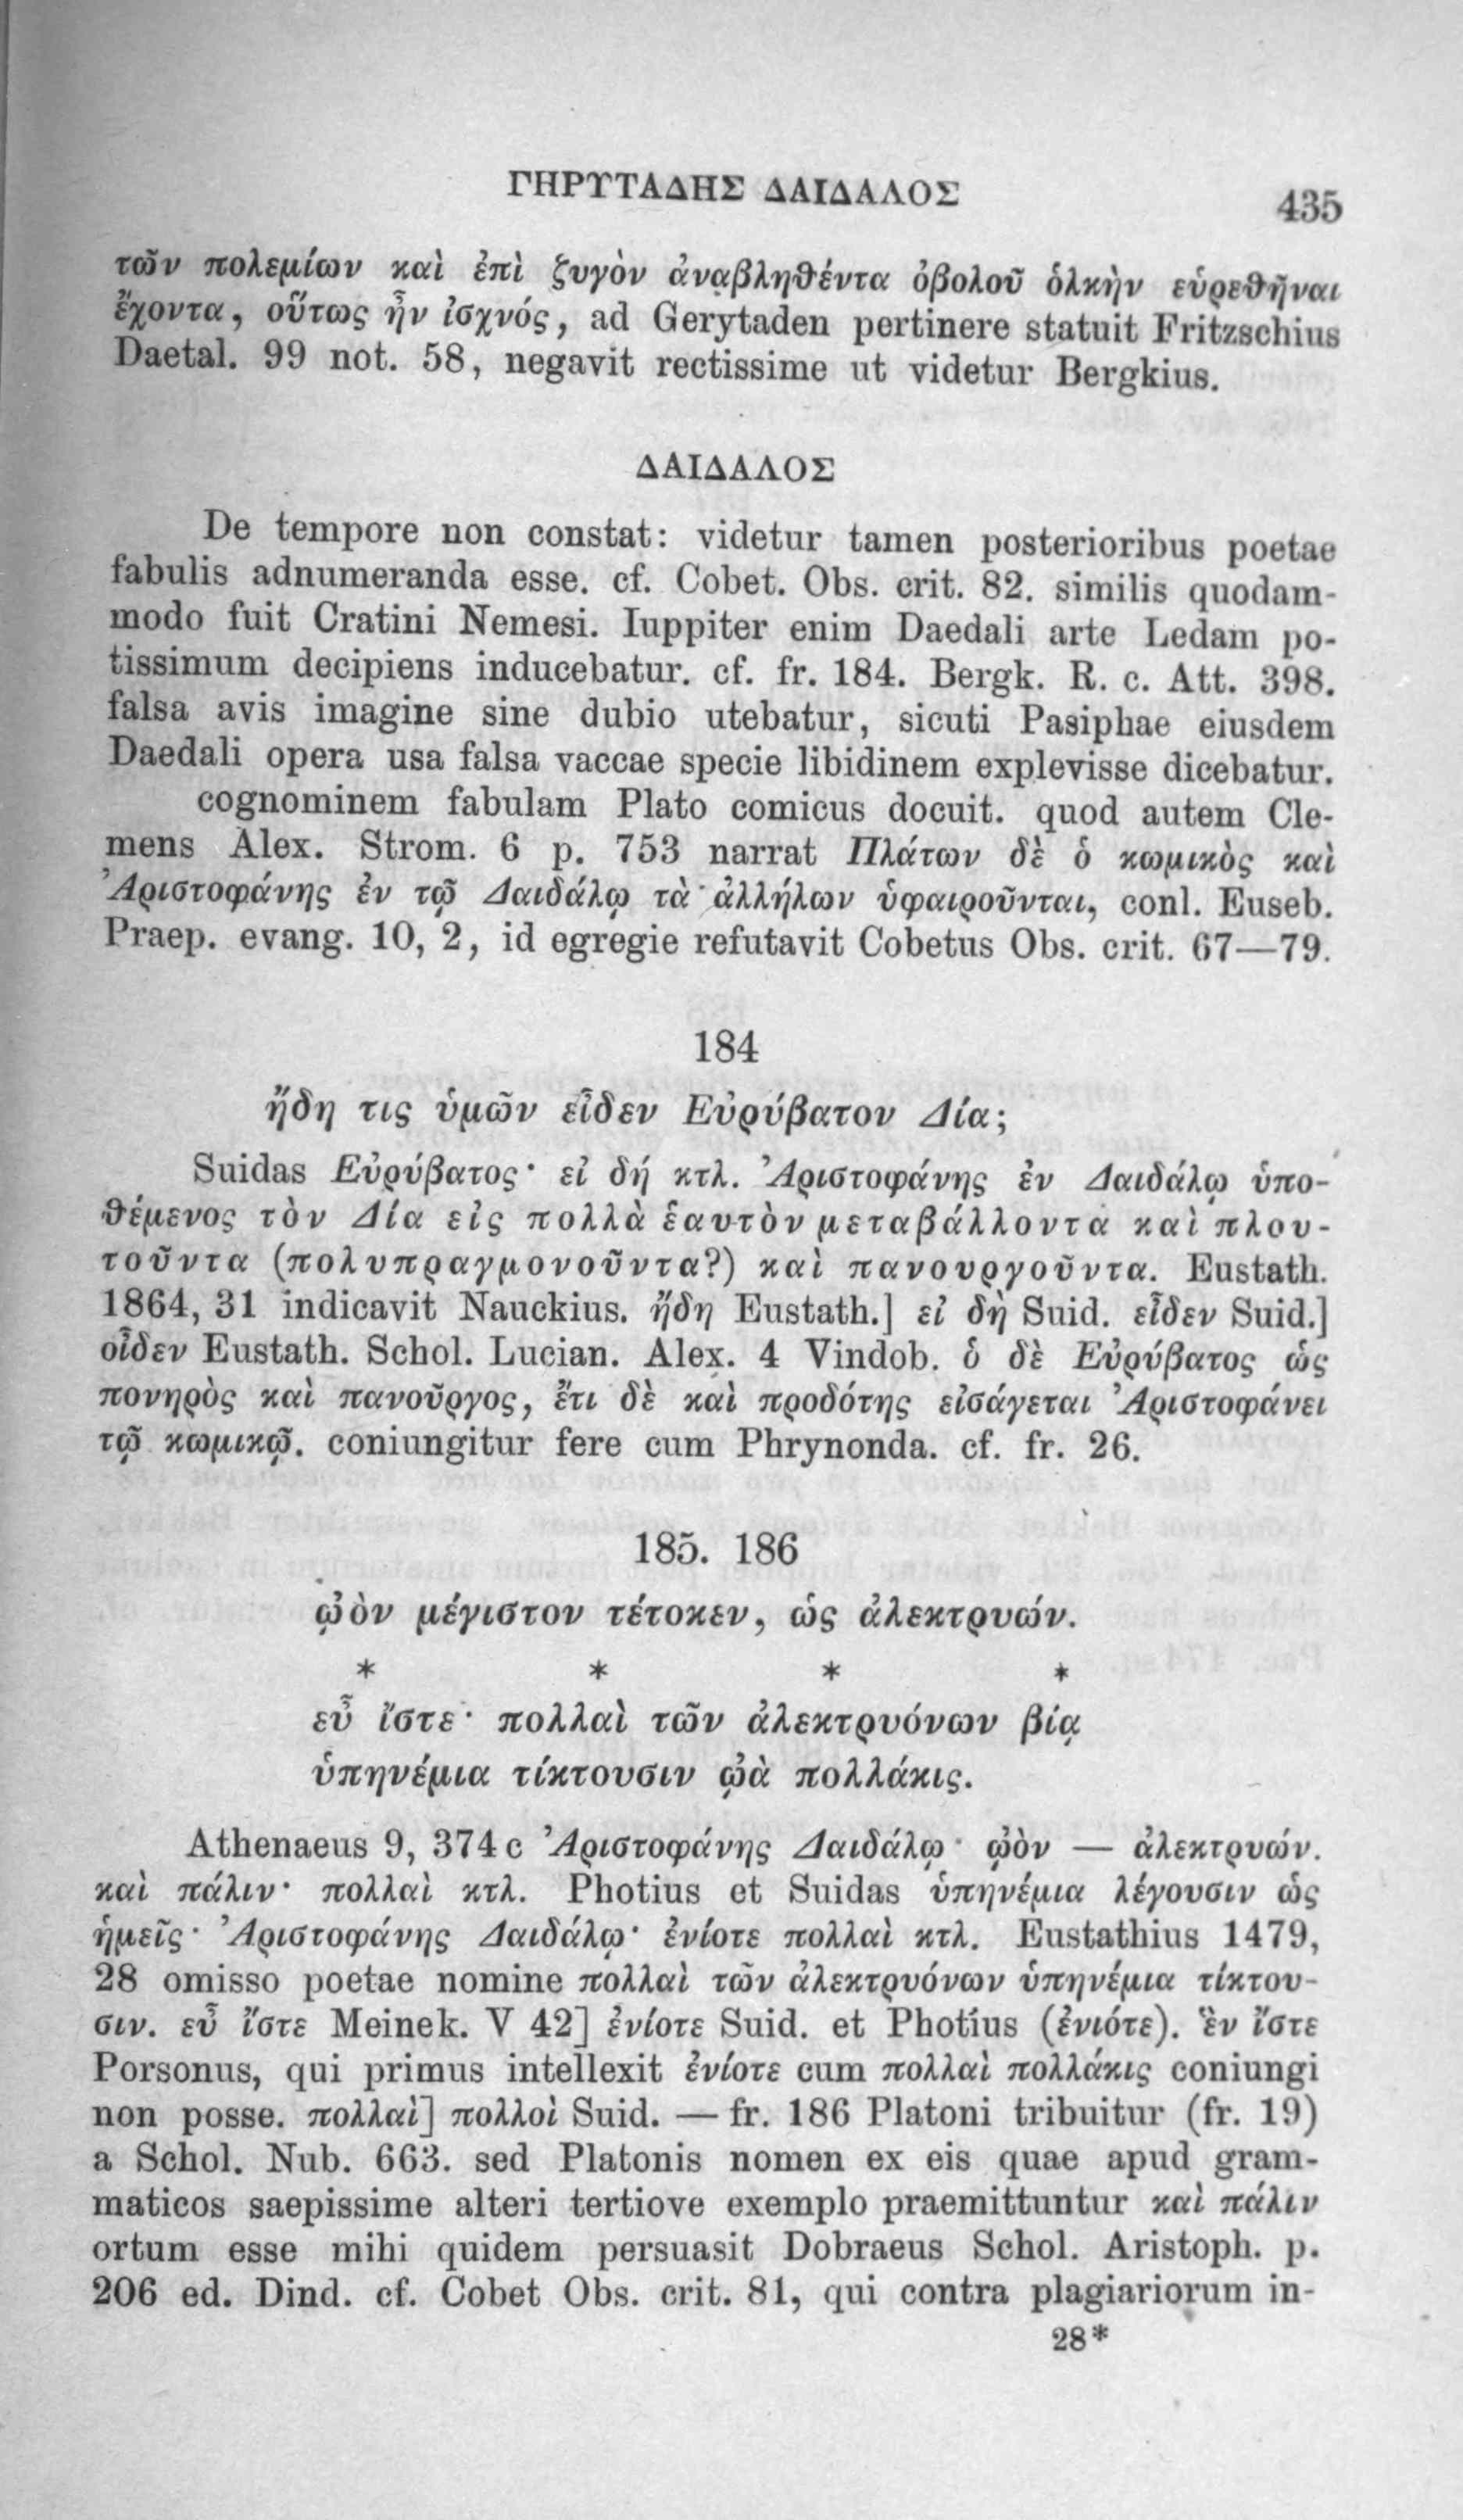 ΓΗΡΥΤΑΔΗΣ ΔΑΙΔΑΛΟΣ 435
τῶν πολεμίων καὶ ἐπὶ ζυγὸν ἀναβληθέντα ὀβολοῦ ὁλκὴν εὑρεθῆναι
ἔχοντα, οὕτως ἦν ἰσχνός, ad Gerytaden pertinere statuit Fritzschius
Daetal. 99 not. 58, negavit rectissime ut videtur Bergkius.
ΔΑΙΔΑΛΟΣ
De tempore non constat: videtur tamen posterioribus poetae
fabulis adnumeranda esse. cf. Cobet. Obs. crit. 82. similis quodam-
modo fuit Cratini Nemesi. Iuppiter enim Daedali arte Ledam po-
tissimum decipiens inducebatur. cf. fr. 184. Bergk. R. c. Att. 398.
falsa avis imagine sine dubio utebatur, sicuti Pasiphae eiusdem
Daedali opera usa falsa vaccae specie libidinem explevisse dicebatur.
cognominem fabulam Plato comicus docuit. quod autem Cle-
mens Alex. Strom. 6 p. 753 narrat Πλάτων δὲ ὁ κωμικὸς καὶ
Ἀριστοφάνης ἐν τῷ Δαιδάλῳ τὰ ἀλλήλων ὑφαιροῦνται, conl. Euseb.
Praep. evang. 10, 2, id egregie refutavit Cobetus Obs. crit. 67—79.
184
ἤδη τις ὑμῶν εἶδεν Εὐρύβατον Δία;
Suidas Εὐρύβατος· εἰ δή κτλ. Ἀριστοφάνης ἐν Δαιδάλῳ ὑπο-
θέμενος τὸν Δία εἰς πολλὰ ἑαυτὸν μεταβάλλοντα καὶ πλου-
τοῦντα (πολυπραγμονοῦντα?) καὶ πανουργοῦντα. Eustath.
1864, 31 indicavit Nauckius. ἤδη Eustath.] εἰ δὴ Suid. εἶδεν Suid.]
οἶδεν Eustath. Schol. Lucian. Alex. 4 Vindob. ὁ δὲ Εὐρύβατος ὡς
πονηρὸς καὶ πανοῦργος, ἔτι δὲ καὶ προδότης εἰσάγεται Ἀριστοφάνει
τῷ κωμικῷ. coniungitur fere cum Phrynonda. cf. fr. 26.
185. 186
ᾠὸν μέγιστον τέτοκεν, ὡς ἀλεκτρυών.
* * * *
εὖ ἴστε· πολλαὶ τῶν ἀλεκτρυόνων βίᾳ
ὑπηνέμια τίκτουσιν ᾠὰ πολλάκις.
Athenaeus 9, 374 c Ἀριστοφάνης Δαιδάλῳ· ᾠὸν — ἀλεκτρυών.
καὶ πάλιν· πολλαὶ κτλ. Photius et Suidas ὑπηνέμια λέγουσιν ὡς
ἡμεῖς· Ἀριστοφάνης Δαιδάλῳ· ἐνίοτε πολλαὶ κτλ. Eustathius 1479,
28 omisso poetae nomine πολλαὶ τῶν ἀλεκτρυόνων ὑπηνέμια τίκτου-
σιν. εὖ ἴστε Meinek. V 42] ἐνίοτε Suid. et Photius (ἐνιότε). ἓν ἴστε
Porsonus, qui primus intellexit ἐνίοτε cum πολλαὶ πολλάκις coniungi
non posse. πολλαὶ] πολλοὶ Suid. — fr. 186 Platoni tribuitur (fr. 19)
a Schol. Nub. 663. sed Platonis nomen ex eis quae apud gram-
maticos saepissime alteri tertiove exemplo praemittuntur καὶ πάλιν
ortum esse mihi quidem persuasit Dobraeus Schol. Aristoph. p.
206 ed. Dind. cf. Cobet Obs. crit. 81, qui contra plagiariorum in-
28*